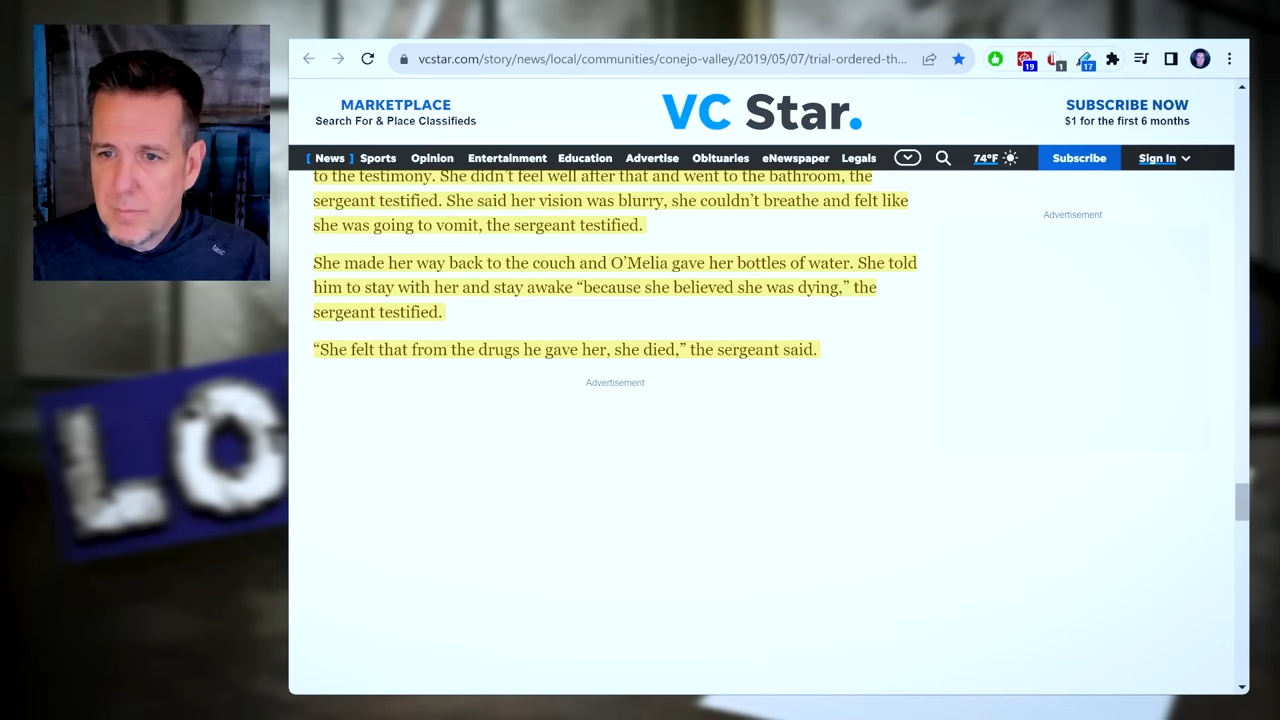 vcstar.com/story/news/local/communities/conejo-valley/2019/05/07/trial-ordered-th...
19
1
17
MARKETPLACE
Search For & Place Classifieds
VC Star.
SUBSCRIBE NOW
$1 for the first 6 months
[ News ] Sports Opinion Entertainment Education Advertise Obituaries eNewspaper Legals 74°F Subscribe Sign In
to the testimony. She didn’t feel well after that and went to the bathroom, the
sergeant testified. She said her vision was blurry, she couldn’t breathe and felt like
she was going to vomit, the sergeant testified.
She made her way back to the couch and O’Melia gave her bottles of water. She told
him to stay with her and stay awake “because she believed she was dying,” the
sergeant testified.
“She felt that from the drugs he gave her, she died,” the sergeant said.
Advertisement
Advertisement
LO